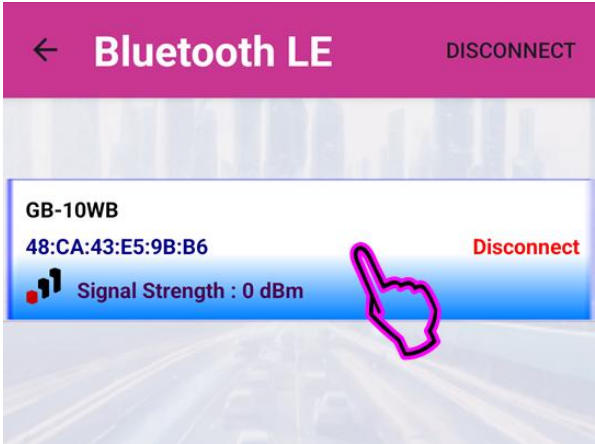 Bluetooth LE DISCONNECT
GB-10WB
48:CA:43:E5:9B:B6 Disconnect
Signal Strength : 0 dBm